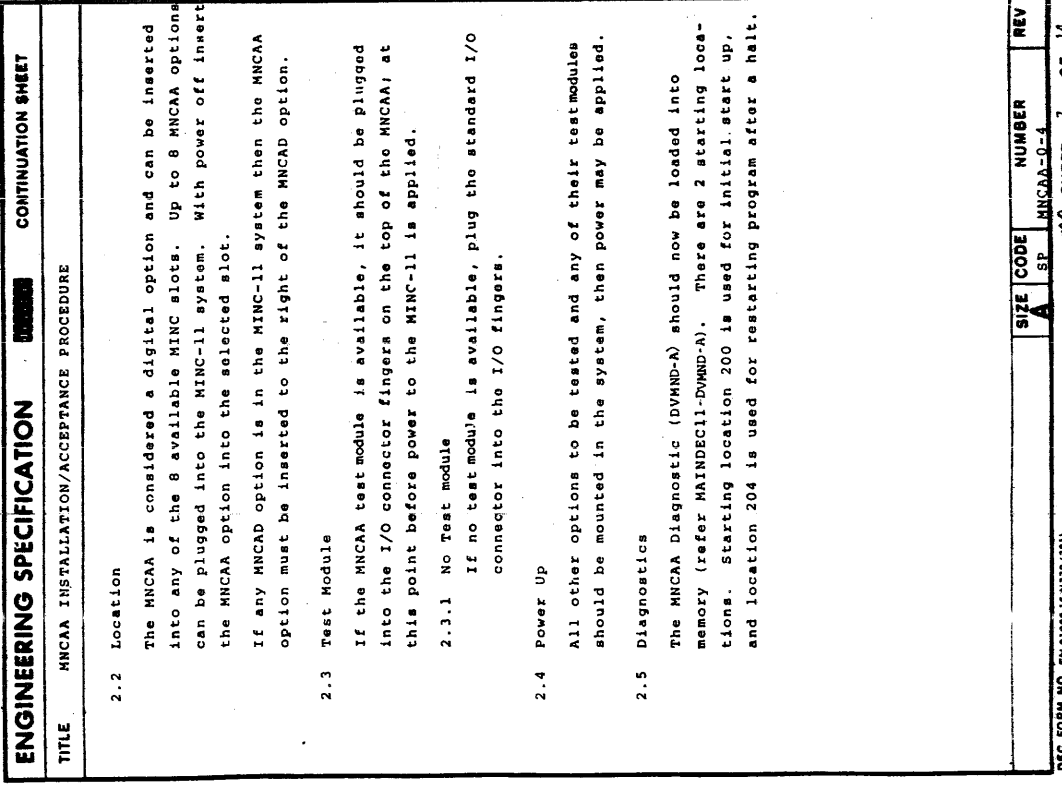 ENGINEERING SPECIFICATION CONTINUATION SHEET
TITLE MNCAA INSTALLATION/ACCEPTANCE PROCEDURE
2.2 Location
The MNCAA is considered a digital option and can be inserted
into any of the 8 available MINC slots. Up to 8 MNCAA options
can be plugged into the MINC-11 system. With power off insert
the MNCAA option into the selected slot.
If any MNCAD option is in the MINC-11 system then the MNCAA
option must be inserted to the right of the MNCAD option.
2.3 Test Module
If the MNCAA test module is available, it should be plugged
into the I/O connector fingers on the top of the MNCAA; at
this point before power to the MINC-11 is applied.
2.3.1 No Test module
If no test module is available, plug the standard I/O
connector into the I/O fingers.
2.4 Power Up
All other options to be tested and any of their test modules
should be mounted in the system, then power may be applied.
2.5 Diagnostics
The MNCAA Diagnostic (DVMND-A) should now be loaded into
memory (refer MAINDEC11-DVMND-A). There are 2 starting loca-
tions. Starting location 200 is used for initial start up,
and location 204 is used for restarting program after a halt.
SIZE CODE NUMBER REV
A SP MNCAA-0-4